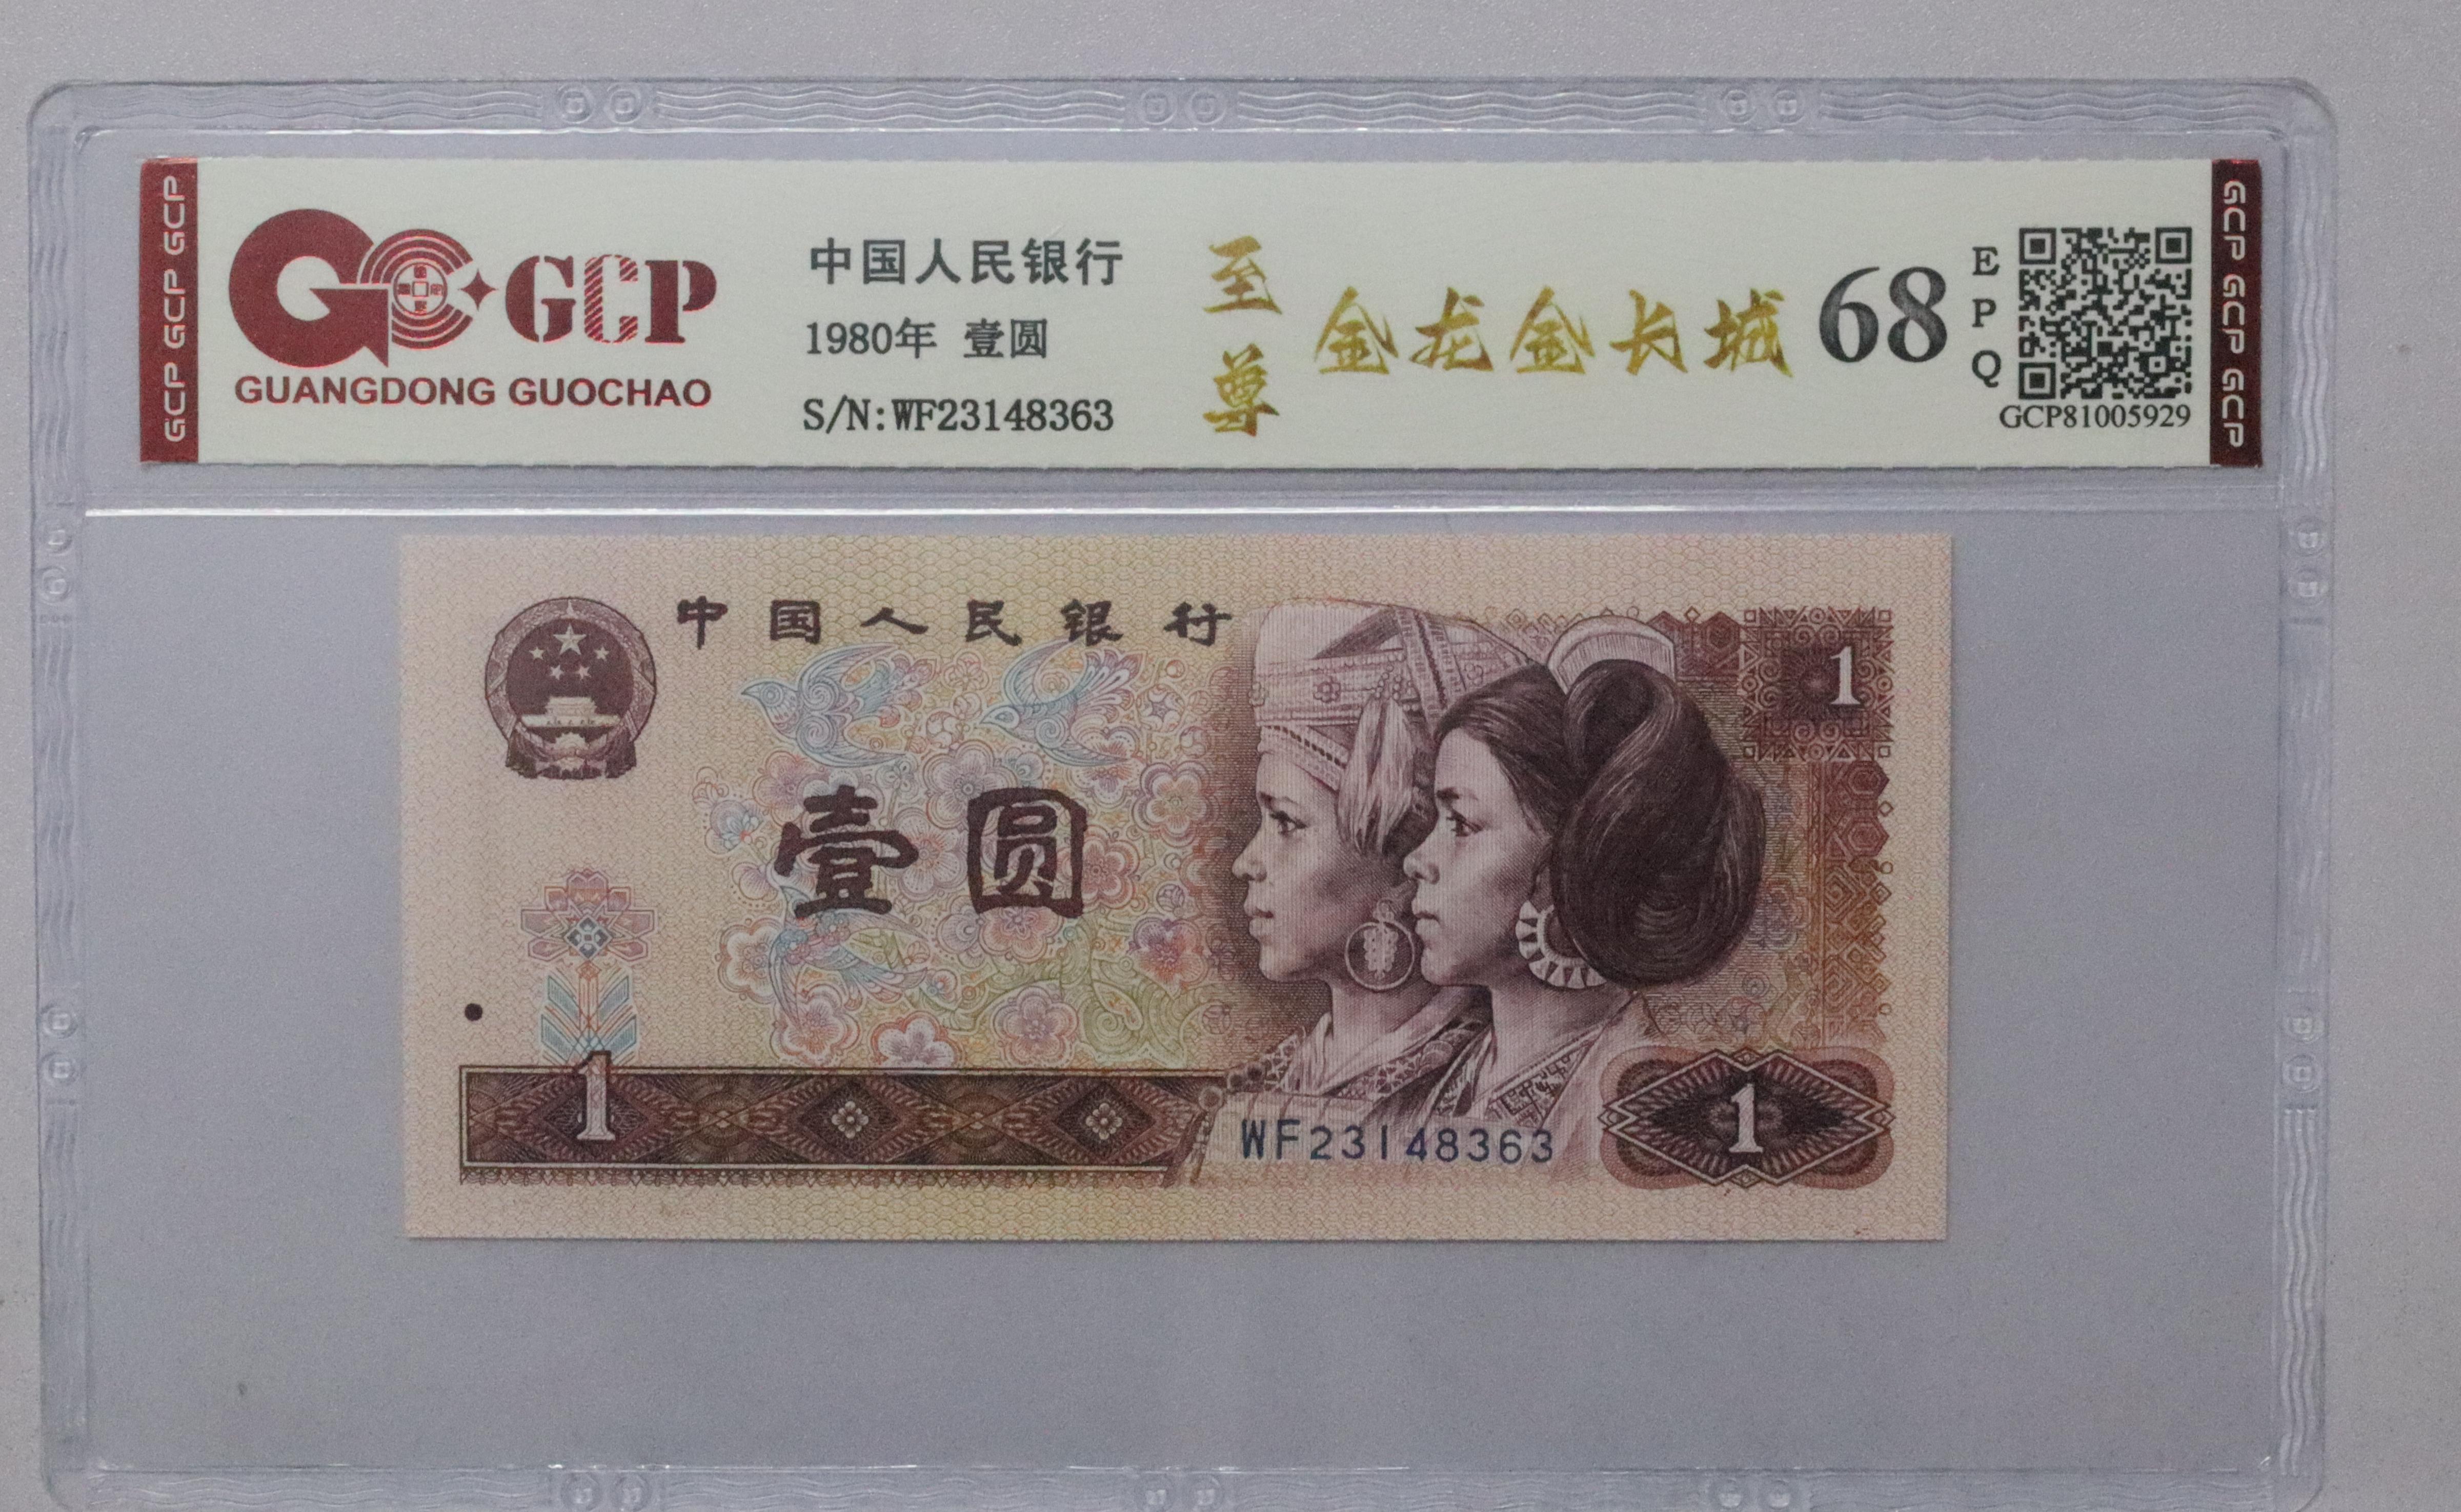 GCP GCP GCP
GCP
GUANGDONG GUOCHAO
中国人民银行
1980年 壹圆
S/N:WF23148363
至尊
金龙金长城
68
EPQ
GCP81005929
GCP GCP GCP
中国人民银行
1
壹圆
1
WF23148363
1